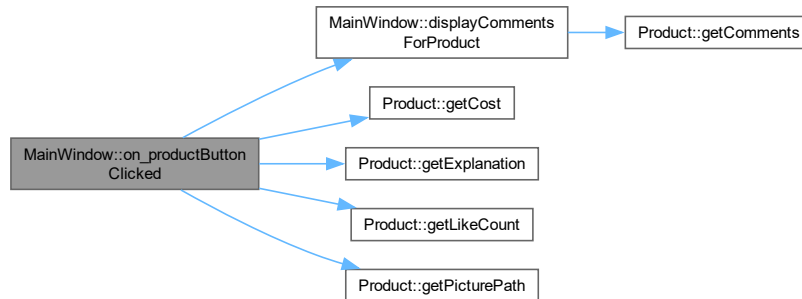 MainWindow::displayComments
ForProduct
Product::getComments
Product::getCost
MainWindow::on_productButton
Clicked
Product::getExplanation
Product::getLikeCount
Product::getPicturePath